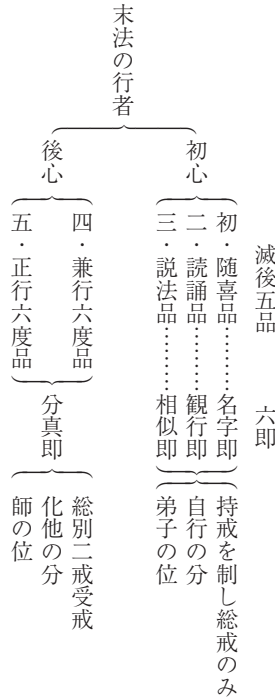 滅後五品　六即
末法の行者
初心
初・随喜品…………名字即
二・読誦品…………観行即
三・説法品…………相似即
持戒を制し総戒のみ
自行の分
弟子の位
後心
四・兼行六度品
五・正行六度品
分真即
総別二戒受戒
化他の分
師の位